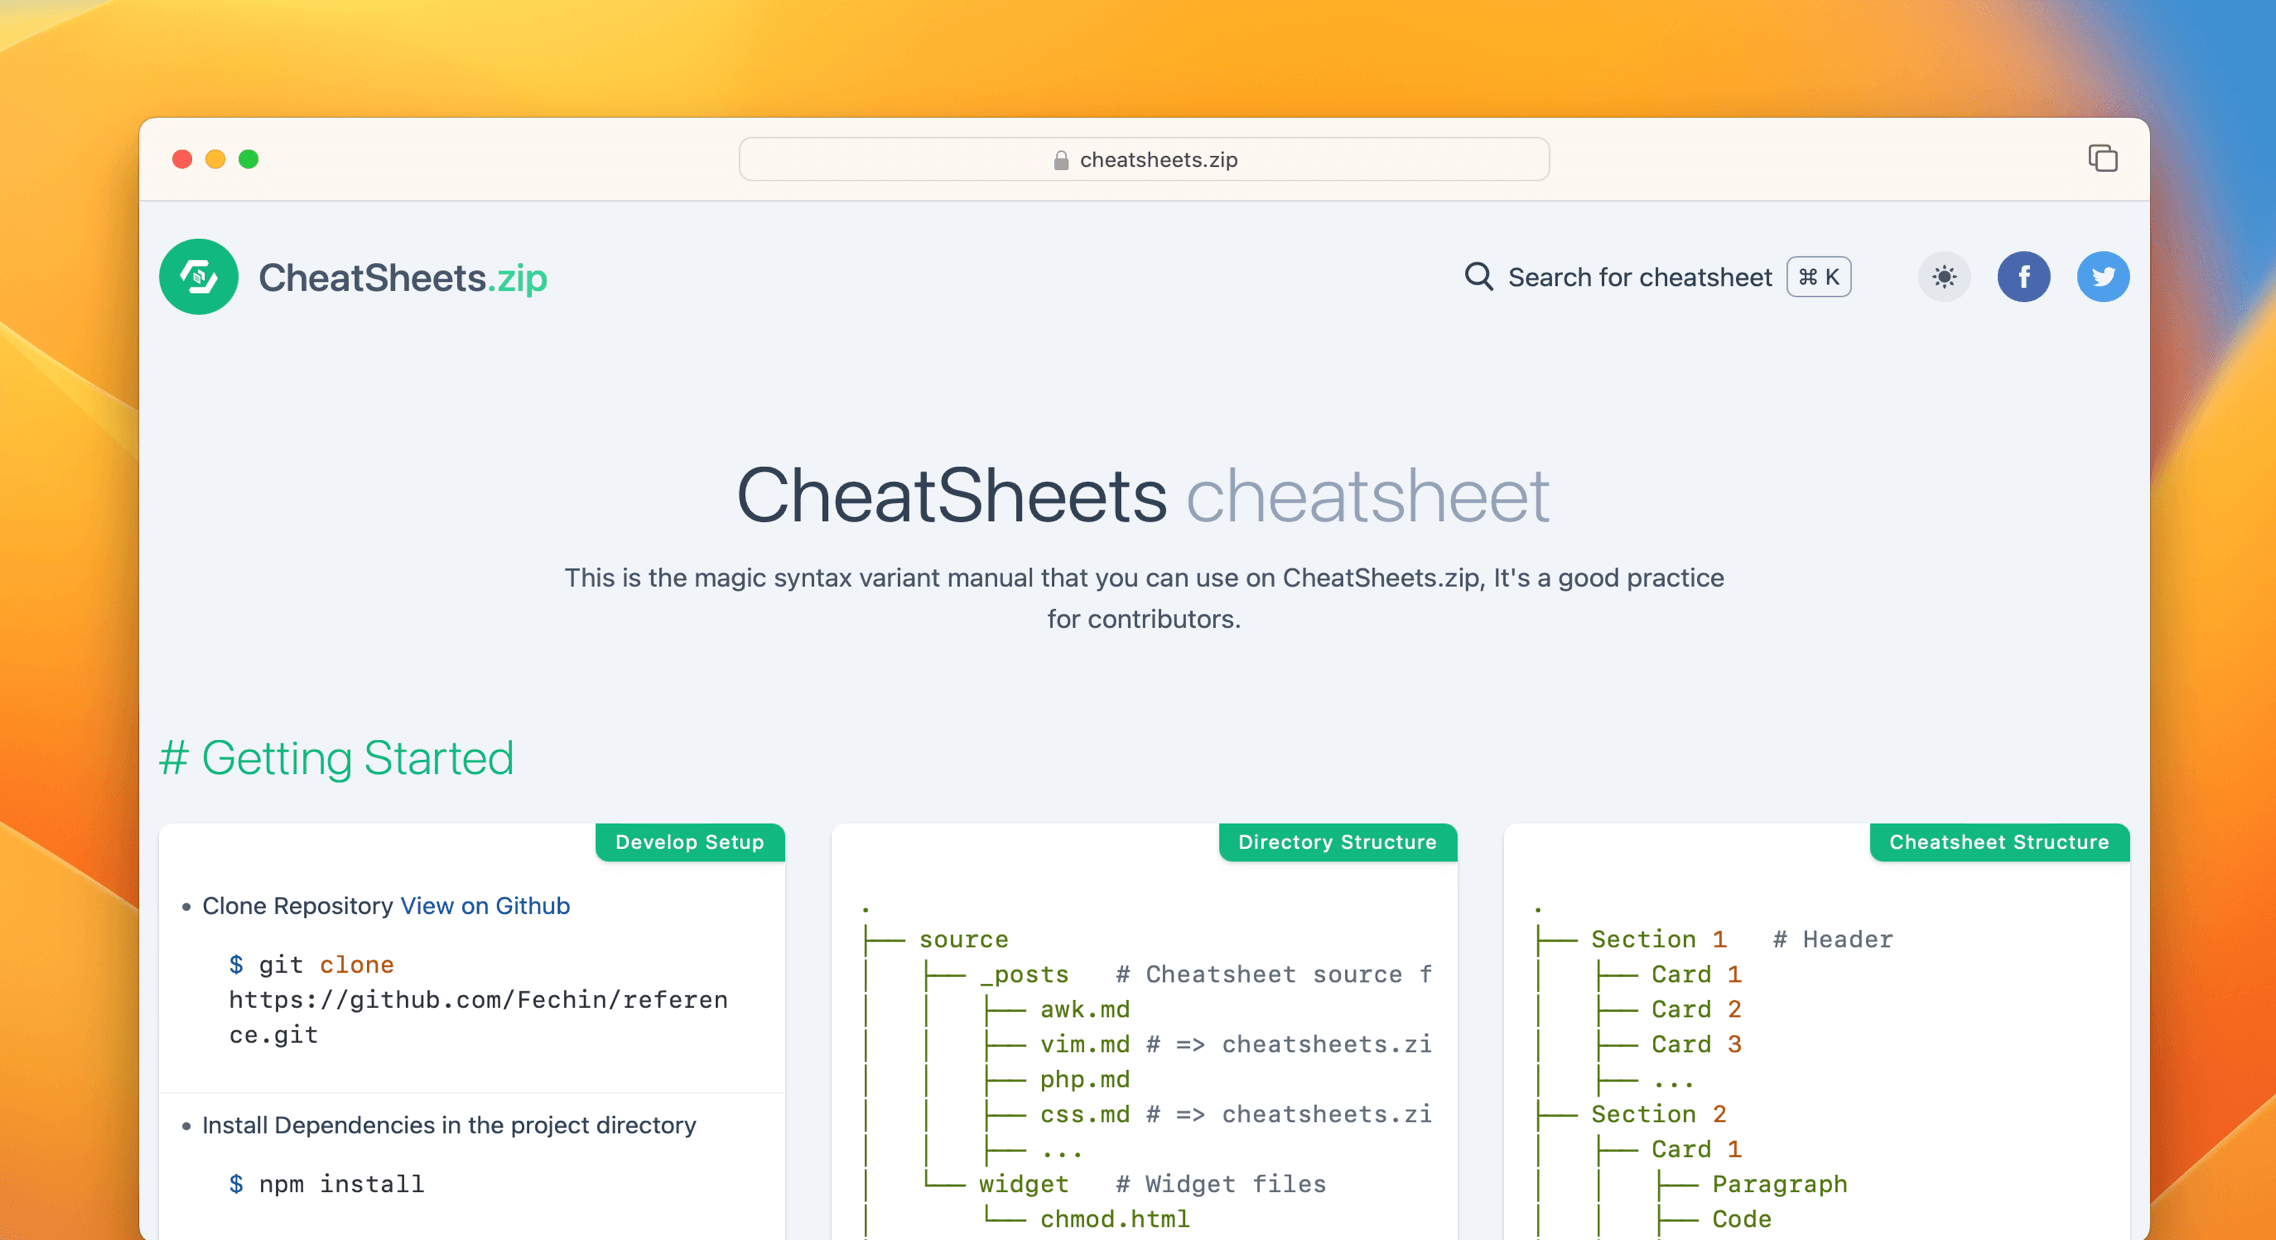 cheatsheets.zip
CheatSheets.zip
Search for cheatsheet ⌘ K
CheatSheets cheatsheet
This is the magic syntax variant manual that you can use on CheatSheets.zip, It's a good practice
for contributors.
# Getting Started
Develop Setup
• Clone Repository View on Github
$ git clone
https://github.com/Fechin/referen
ce.git
• Install Dependencies in the project directory
$ npm install
Directory Structure
.
├── source
│   ├── _posts   # Cheatsheet source f
│   │   ├── awk.md
│   │   ├── vim.md # => cheatsheets.zi
│   │   ├── php.md
│   │   ├── css.md # => cheatsheets.zi
│   │   ├── ...
│   └── widget   # Widget files
│       └── chmod.html
Cheatsheet Structure
.
├── Section 1   # Header
│   ├── Card 1
│   ├── Card 2
│   ├── Card 3
│   ├── ...
├── Section 2
│   ├── Card 1
│   │   ├── Paragraph
│   │   ├── Code